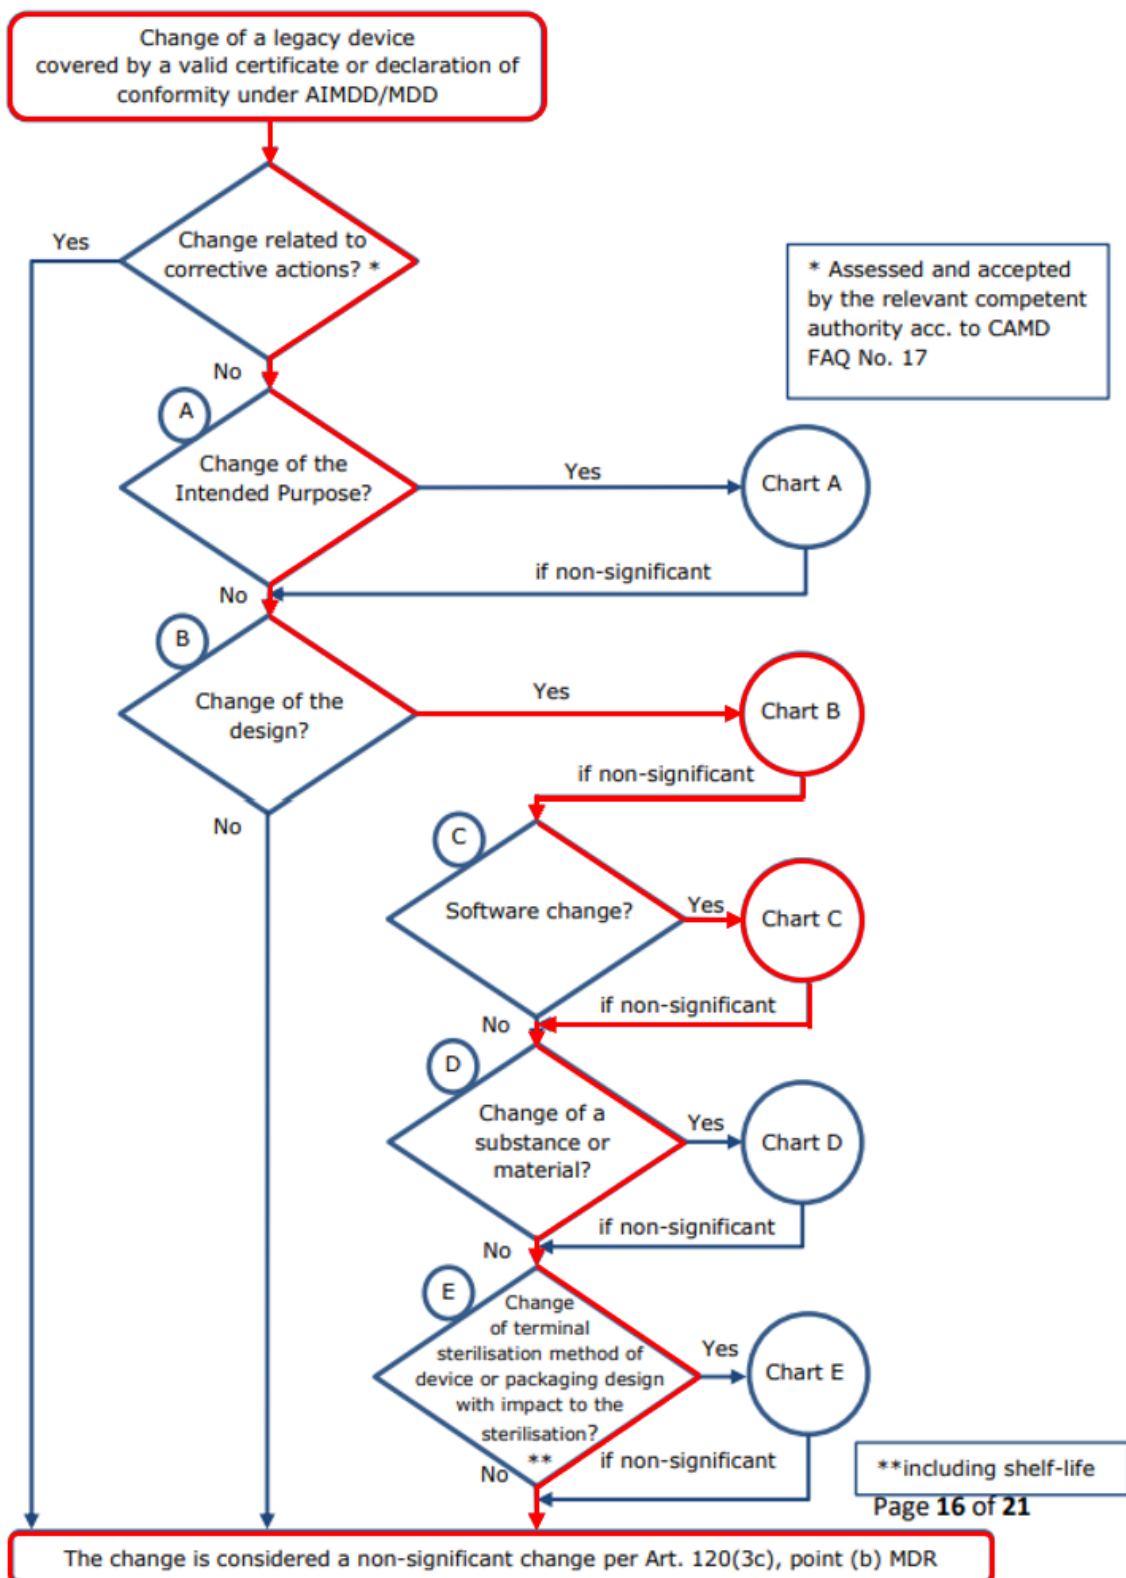 Change of a legacy device
covered by a valid certificate or declaration of
conformity under AIMDD/MDD
Yes
Change related to
corrective actions? *
* Assessed and accepted
by the relevant competent
authority acc. to CAMD
FAQ No. 17
No
A
Change of the
Intended Purpose?
Yes
Chart A
if non-significant
No
B
Change of the
design?
Yes
Chart B
if non-significant
No
C
Software change?
Yes
Chart C
if non-significant
No
D
Change of a
substance or
material?
Yes
Chart D
if non-significant
No
E
Change
of terminal
sterilisation method of
device or packaging design
with impact to the
sterilisation?
**
Yes
Chart E
if non-significant
No
**including shelf-life
Page 16 of 21
The change is considered a non-significant change per Art. 120(3c), point (b) MDR